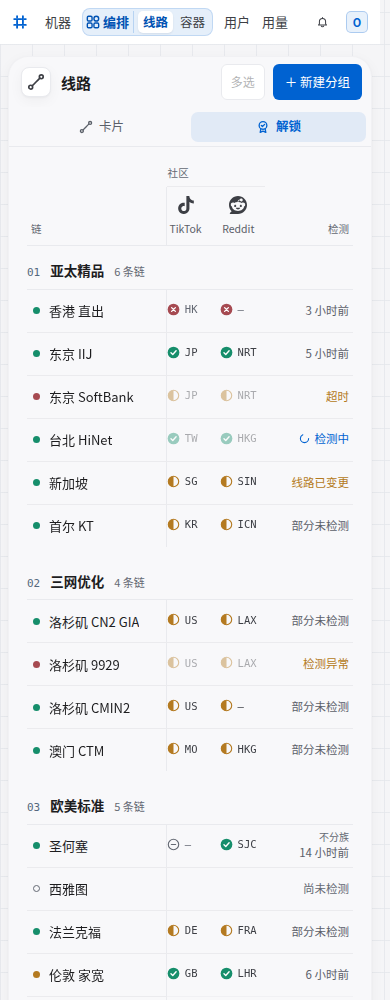 机器 编排 线路 容器 用户 用量 O
线路 多选 新建分组
卡片 解锁
社区
链 TikTok Reddit 检测
01 亚太精品 6 条链
香港 直出 HK – 3 小时前
东京 IIJ JP NRT 5 小时前
东京 SoftBank JP NRT 超时
台北 HiNet TW HKG 检测中
新加坡 SG SIN 线路已变更
首尔 KT KR ICN 部分未检测
02 三网优化 4 条链
洛杉矶 CN2 GIA US LAX 部分未检测
洛杉矶 9929 US LAX 检测异常
洛杉矶 CMIN2 US – 部分未检测
澳门 CTM MO HKG 部分未检测
03 欧美标准 5 条链
不分族
圣何塞 – SJC 14 小时前
西雅图 尚未检测
法兰克福 DE FRA 部分未检测
伦敦 家宽 GB LHR 6 小时前